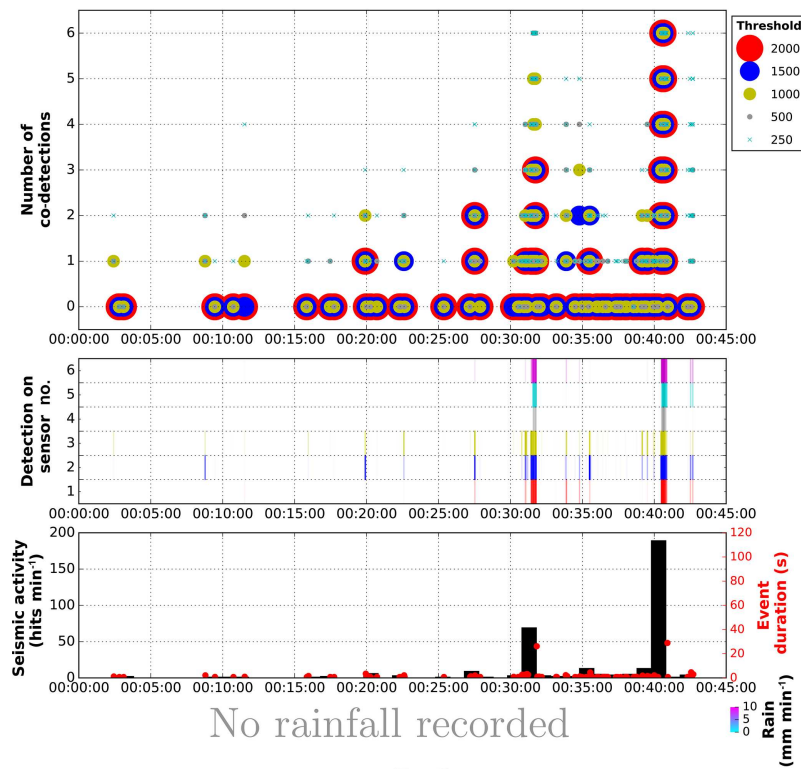 6
5
4
3
2
1
0
Number of
co-detections
00:00:00 00:05:00 00:10:00 00:15:00 00:20:00 00:25:00 00:30:00 00:35:00 00:40:00 00:45:00
Threshold
2000
1500
1000
500
250
6
5
4
3
2
1
Detection on
sensor no.
00:00:00 00:05:00 00:10:00 00:15:00 00:20:00 00:25:00 00:30:00 00:35:00 00:40:00 00:45:00
200
150
100
50
0
Seismic activity
(hits min⁻¹)
120
100
80
60
40
20
0
Event
duration (s)
00:00:00 00:05:00 00:10:00 00:15:00 00:20:00 00:25:00 00:30:00 00:35:00 00:40:00 00:45:00
No rainfall recorded
10
5
0
Rain
(mm min⁻¹)